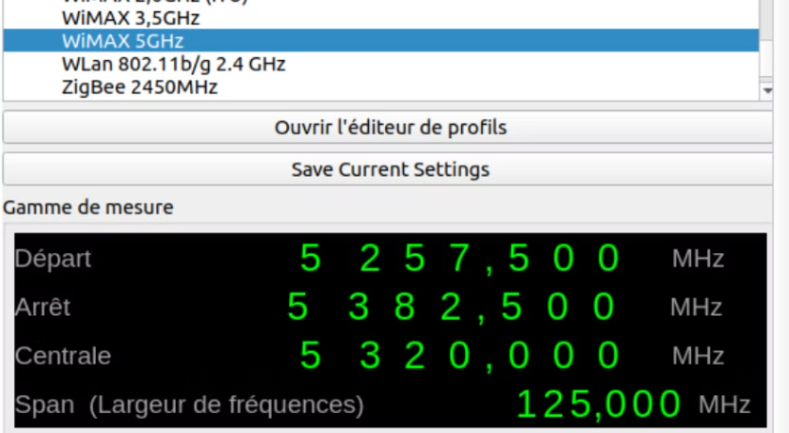 WiMAX 3,5GHz
WiMAX 5GHz
WLan 802.11b/g 2.4 GHz
ZigBee 2450MHz
Ouvrir l'éditeur de profils
Save Current Settings
Gamme de mesure
Départ 5 257,500 MHz
Arrêt 5 382,500 MHz
Centrale 5 320,000 MHz
Span (Largeur de fréquences) 125,000 MHz